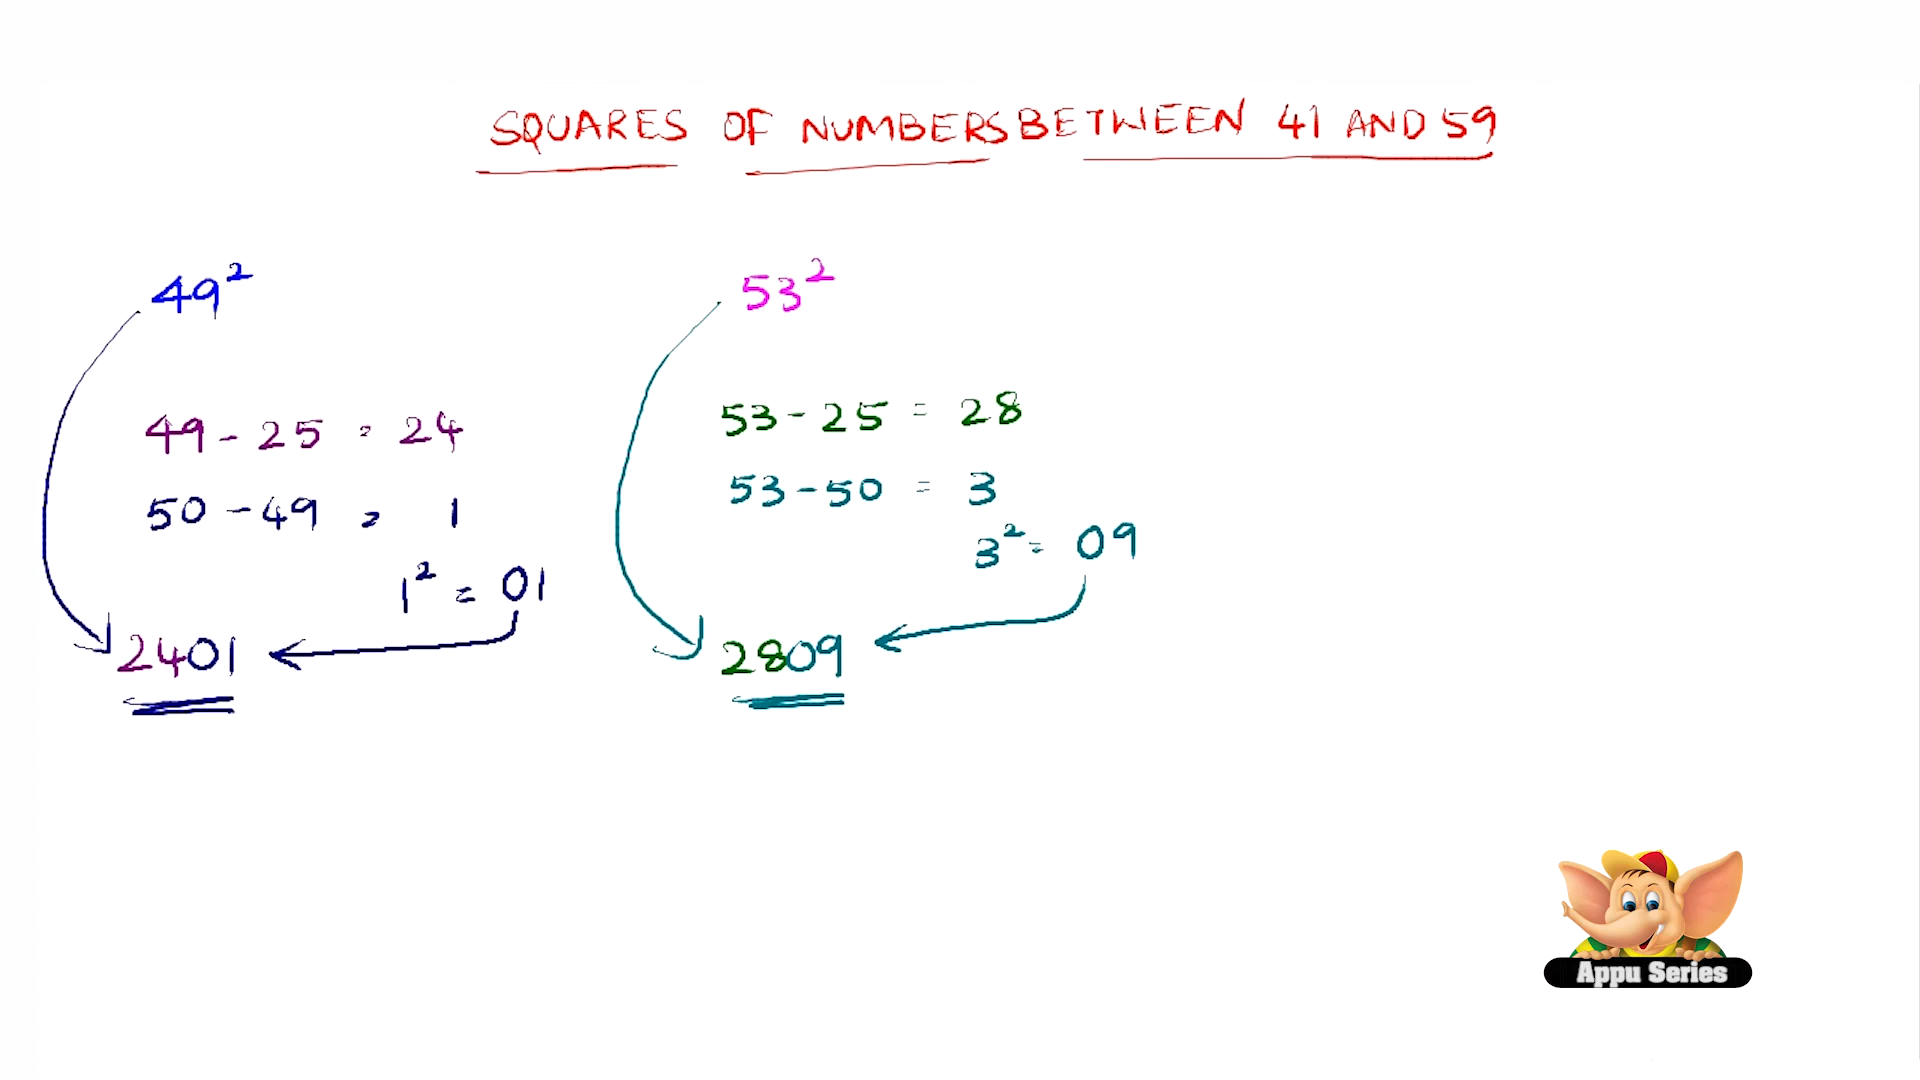 SQUARES OF NUMBERS BETWEEN 41 AND 59
49²
49 - 25 = 24
50 - 49 = 1
1² = 01
2401
53²
53 - 25 = 28
53 - 50 = 3
3² = 09
2809
Appu Series